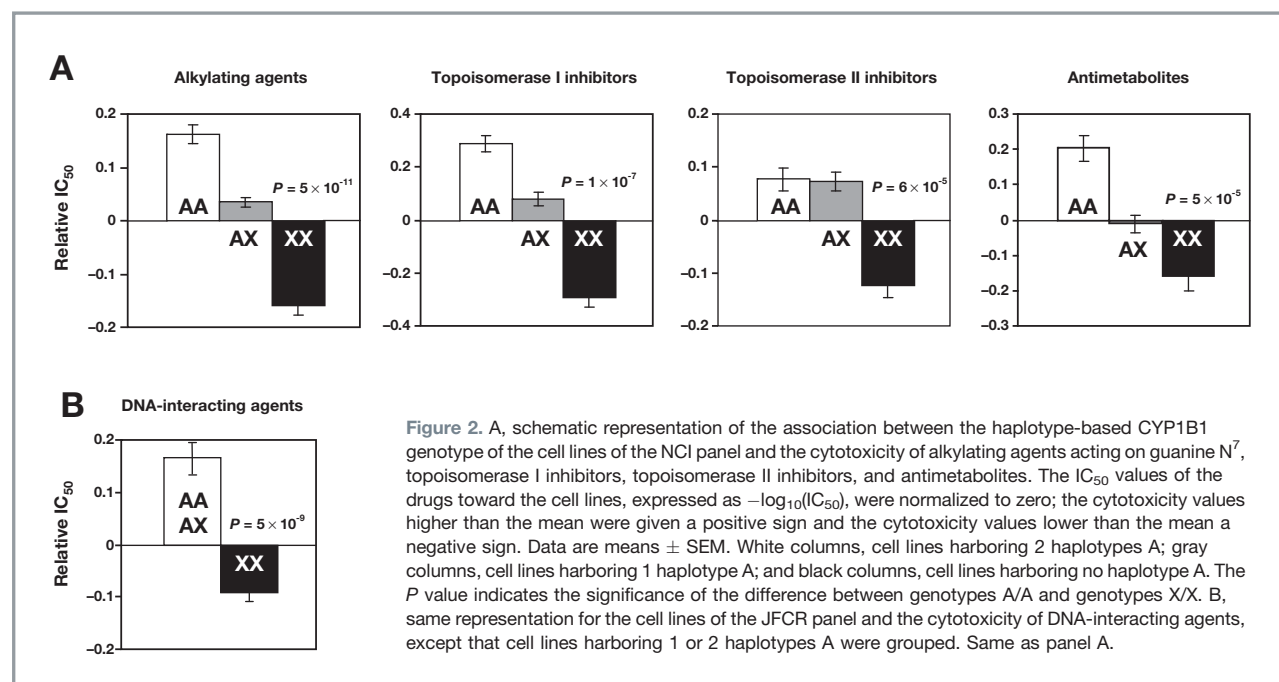 A
Alkylating agents
Topoisomerase I inhibitors
Topoisomerase II inhibitors
Antimetabolites
Relative IC50
0.2
0.1
0
–0.1
–0.2
AA
AX
XX
P = 5 × 10⁻¹¹
0.4
0.2
0
–0.2
–0.4
AA
AX
XX
P = 1 × 10⁻⁷
0.2
0.1
0
–0.1
–0.2
AA
AX
XX
P = 6 × 10⁻⁵
0.3
0.2
0.1
0
–0.1
–0.2
–0.3
AA
AX
XX
P = 5 × 10⁻⁵
B
DNA-interacting agents
Relative IC50
0.2
0.1
0
–0.1
–0.2
AA
AX
XX
P = 5 × 10⁻⁹
Figure 2. A, schematic representation of the association between the haplotype-based CYP1B1
genotype of the cell lines of the NCI panel and the cytotoxicity of alkylating agents acting on guanine N⁷,
topoisomerase I inhibitors, topoisomerase II inhibitors, and antimetabolites. The IC50 values of the
drugs toward the cell lines, expressed as −log10(IC50), were normalized to zero; the cytotoxicity values
higher than the mean were given a positive sign and the cytotoxicity values lower than the mean a
negative sign. Data are means ± SEM. White columns, cell lines harboring 2 haplotypes A; gray
columns, cell lines harboring 1 haplotype A; and black columns, cell lines harboring no haplotype A. The
P value indicates the significance of the difference between genotypes A/A and genotypes X/X. B,
same representation for the cell lines of the JFCR panel and the cytotoxicity of DNA-interacting agents,
except that cell lines harboring 1 or 2 haplotypes A were grouped. Same as panel A.